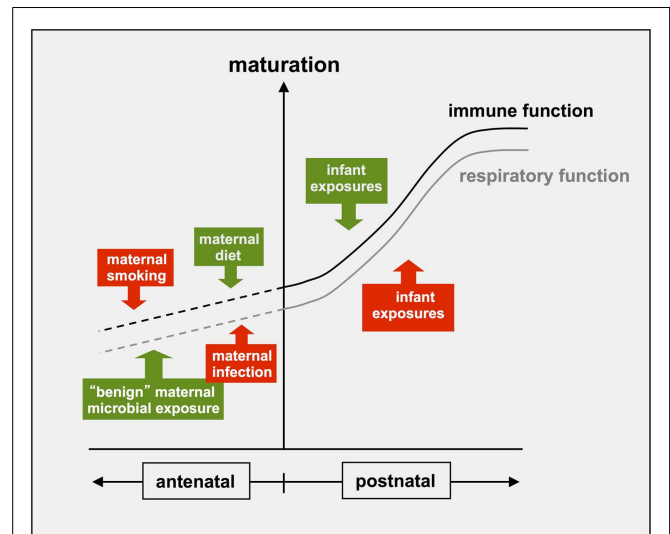 maturation
immune function
respiratory function
infant
exposures
maternal
diet
maternal
smoking
infant
exposures
maternal
infection
“benign” maternal
microbial exposure
antenatal
postnatal